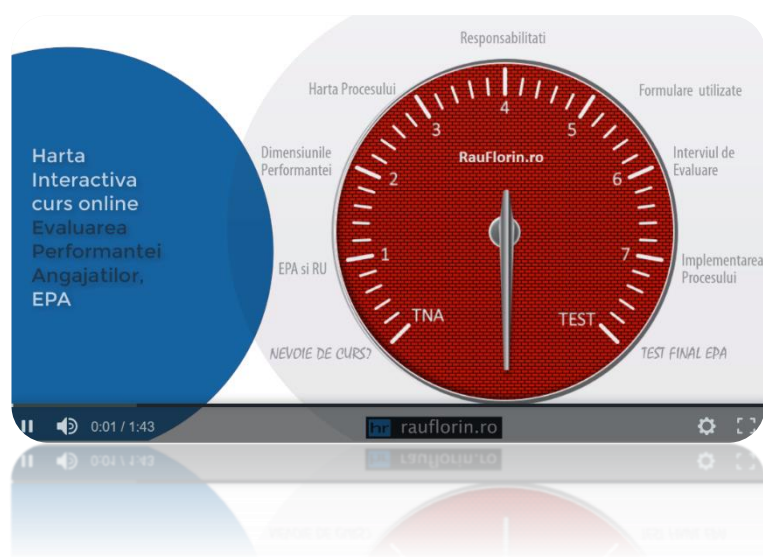 Harta
Interactiva
curs online
Evaluarea
Performantei
Angajatilor,
EPA
Responsabilitati
Harta Procesului
Formulare utilizate
Dimensiunile
Performantei
Interviul de
Evaluare
EPA si RU
Implementarea
Procesului
NEVOIE DE CURS?
TEST FINAL EPA
RauFlorin.ro
TNA
1
2
3
4
5
6
7
TEST
0:01 / 1:43
hr rauflorin.ro